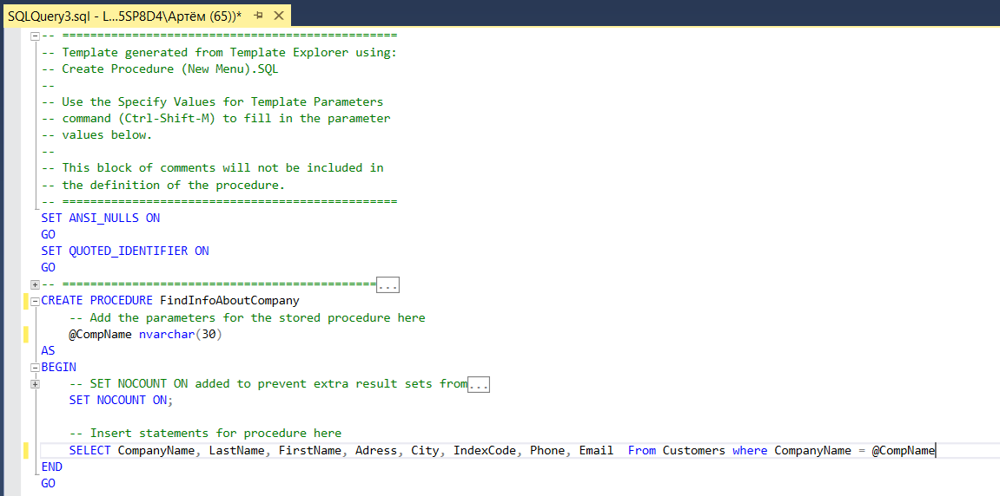 SQLQuery3.sql - L...5SP8D4\Артём (65))*
-- ================================================
-- Template generated from Template Explorer using:
-- Create Procedure (New Menu).SQL
--
-- Use the Specify Values for Template Parameters
-- command (Ctrl-Shift-M) to fill in the parameter
-- values below.
--
-- This block of comments will not be included in
-- the definition of the procedure.
-- ================================================
SET ANSI_NULLS ON
GO
SET QUOTED_IDENTIFIER ON
GO
-- =============================================...
CREATE PROCEDURE FindInfoAboutCompany
-- Add the parameters for the stored procedure here
@CompName nvarchar(30)
AS
BEGIN
-- SET NOCOUNT ON added to prevent extra result sets from...
SET NOCOUNT ON;
-- Insert statements for procedure here
SELECT CompanyName, LastName, FirstName, Adress, City, IndexCode, Phone, Email  From Customers where CompanyName = @CompName
END
GO